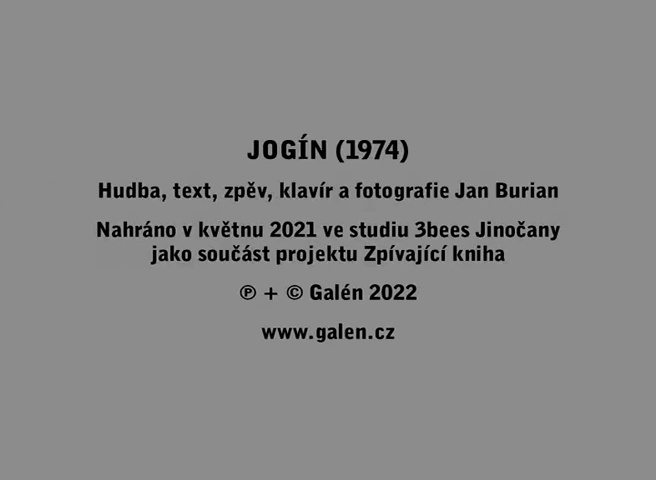 JOGÍN (1974)
Hudba, text, zpěv, klavír a fotografie Jan Burian
Nahráno v květnu 2021 ve studiu 3bees Jinočany
jako součást projektu Zpívající kniha
℗ + © Galén 2022
www.galen.cz